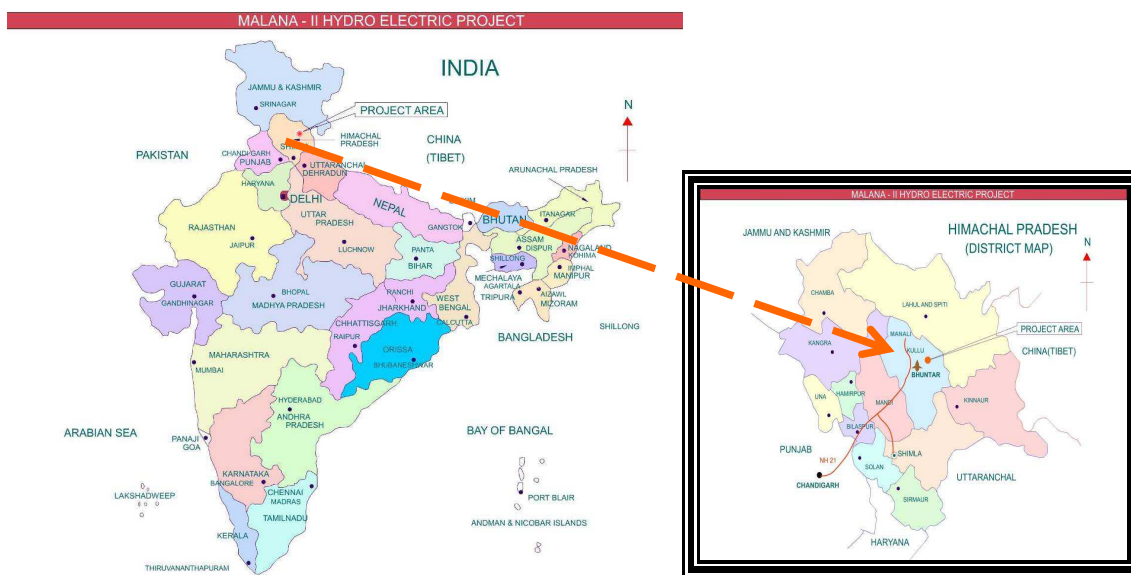 MALANA - II HYDRO ELECTRIC PROJECT
INDIA
JAMMU & KASHMIR
SRINAGAR
PROJECT AREA
N
HIMACHAL
PRADESH
CHINA
(TIBET)
PAKISTAN
CHANDIGARH
PUNJAB
UTTARANCHAL
DEHRADUN
ARUNACHAL PRADESH
HARYANA
DELHI
NEPAL
GANGTOK
BHUTAN
ITANAGAR
RAJASTHAN
JAIPUR
UTTAR
PRADESH
LUCHNOW
PANTA
BIHAR
ASSAM
DISPUR
NAGALAND
KOHIMA
SHILLONG
IMPHAL
MANIPUR
MECHALAYA
AGARTALA
TRIPURA
AIZAWL
MIZORAM
GUJARAT
GANDHINAGAR
BHOPAL
MADHYA PRADESH
RANCHI
JHARKHAND
WEST
BENGAL
CALCUTTA
CHHATTISGARH
RAIPUR
BANGLADESH
SHILLONG
ORISSA
BHUBANESHWAR
MAHARASHTRA
MUMBAI
HYDERABAD
ANDHRA
PRADESH
ARABIAN SEA
PANAJI
GOA
BAY OF BANGAL
KARNATAKA
BANGALORE
CHENNAI
MADRAS
LAKSHADWEEP
TAMILNADU
PORT BLAIR
ANDMAN & NICOBAR ISLANDS
KERALA
THIRUVANANTHAPURAM
MALANA - II HYDRO ELECTRIC PROJECT
HIMACHAL PRADESH
(DISTRICT MAP)
N
JAMMU AND KASHMIR
CHAMBA
LAHUL AND SPITI
PROJECT AREA
MANALI
KANGRA
KULLU
CHINA(TIBET)
BHUNTAR
UNA
HAMIRPUR
MANDI
KINNAUR
BILASPUR
PUNJAB
SHIMLA
NH 21
SOLAN
UTTARANCHAL
CHANDIGARH
SIRMAUR
HARYANA